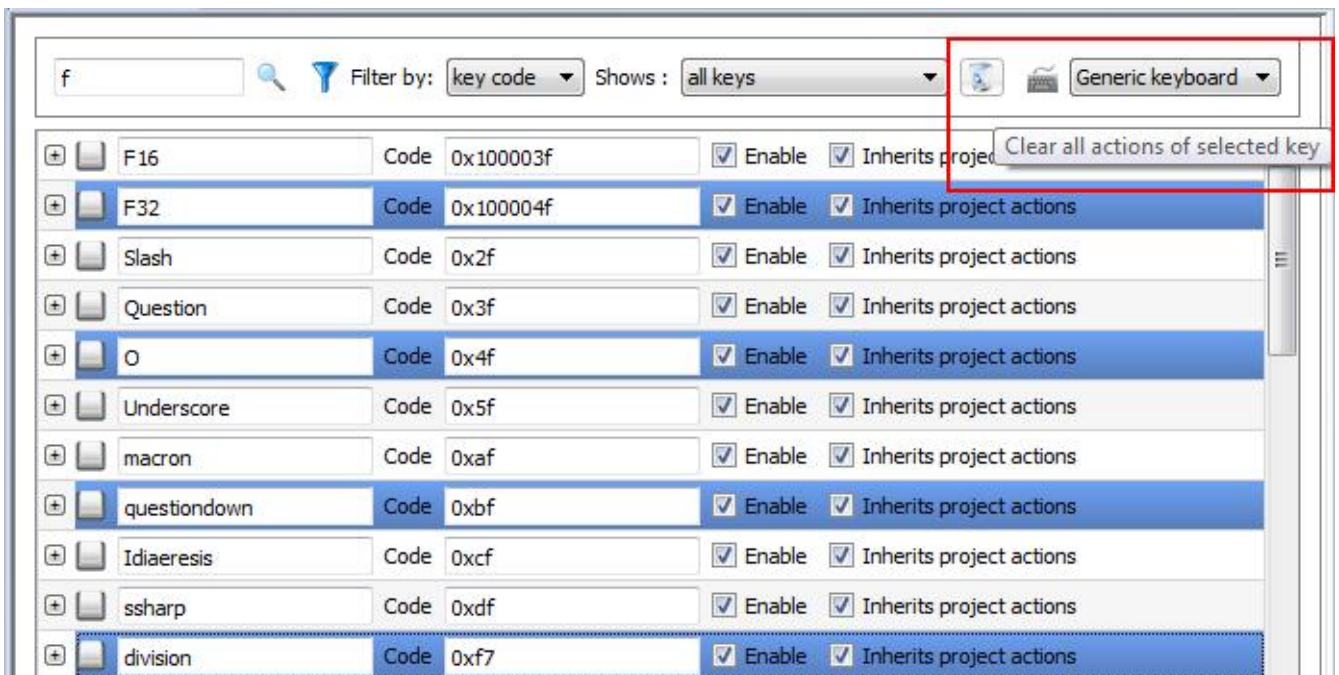 f Filter by: key code Shows : all keys Generic keyboard
Clear all actions of selected key
F16 Code 0x100003f Enable Inherits projec
F32 Code 0x100004f Enable Inherits project actions
Slash Code 0x2f Enable Inherits project actions
Question Code 0x3f Enable Inherits project actions
O Code 0x4f Enable Inherits project actions
Underscore Code 0x5f Enable Inherits project actions
macron Code 0xaf Enable Inherits project actions
questiondown Code 0xbf Enable Inherits project actions
Idiaeresis Code 0xcf Enable Inherits project actions
ssharp Code 0xdf Enable Inherits project actions
division Code 0xf7 Enable Inherits project actions